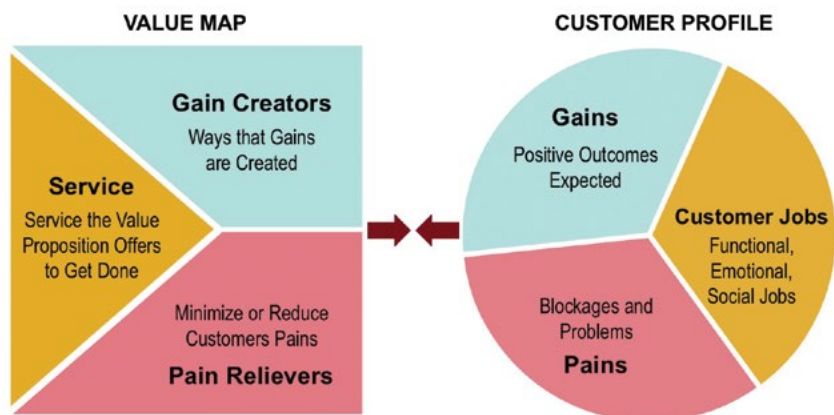 VALUE MAP
Gain Creators
Ways that Gains
are Created
Service
Service the Value
Proposition Offers
to Get Done
Minimize or Reduce
Customers Pains
Pain Relievers
CUSTOMER PROFILE
Gains
Positive Outcomes
Expected
Customer Jobs
Functional,
Emotional,
Social Jobs
Blockages and
Problems
Pains